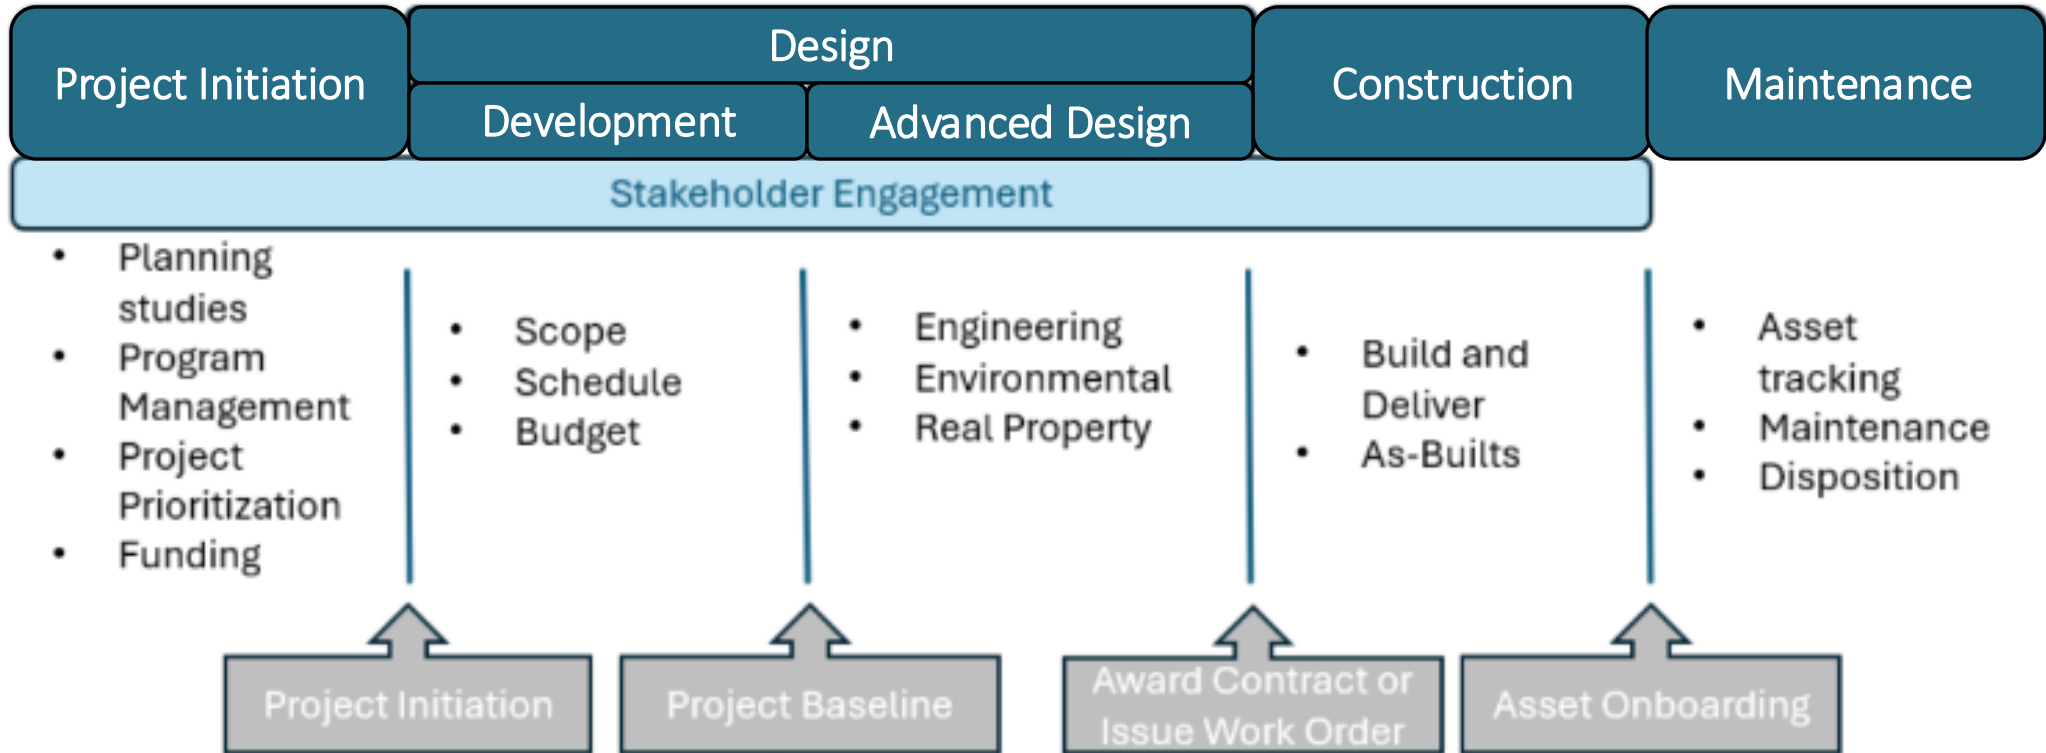 Project Initiation
Design
Development
Advanced Design
Construction
Maintenance
Stakeholder Engagement
• Planning
studies
• Program
Management
• Project
Prioritization
• Funding
• Scope
• Schedule
• Budget
• Engineering
• Environmental
• Real Property
• Build and
Deliver
• As-Builts
• Asset
tracking
• Maintenance
• Disposition
Project Initiation
Project Baseline
Award Contract or
Issue Work Order
Asset Onboarding